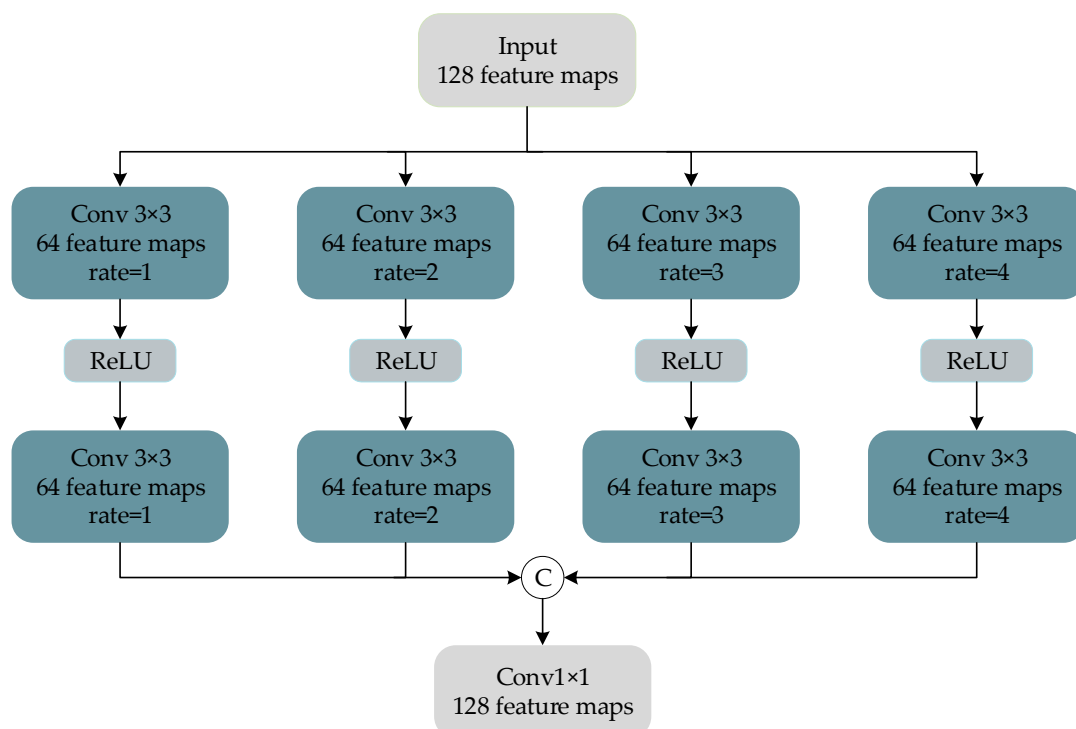 Input
128 feature maps
Conv 3×3
64 feature maps
rate=1
Conv 3×3
64 feature maps
rate=2
Conv 3×3
64 feature maps
rate=3
Conv 3×3
64 feature maps
rate=4
ReLU
ReLU
ReLU
ReLU
Conv 3×3
64 feature maps
rate=1
Conv 3×3
64 feature maps
rate=2
Conv 3×3
64 feature maps
rate=3
Conv 3×3
64 feature maps
rate=4
C
Conv1×1
128 feature maps